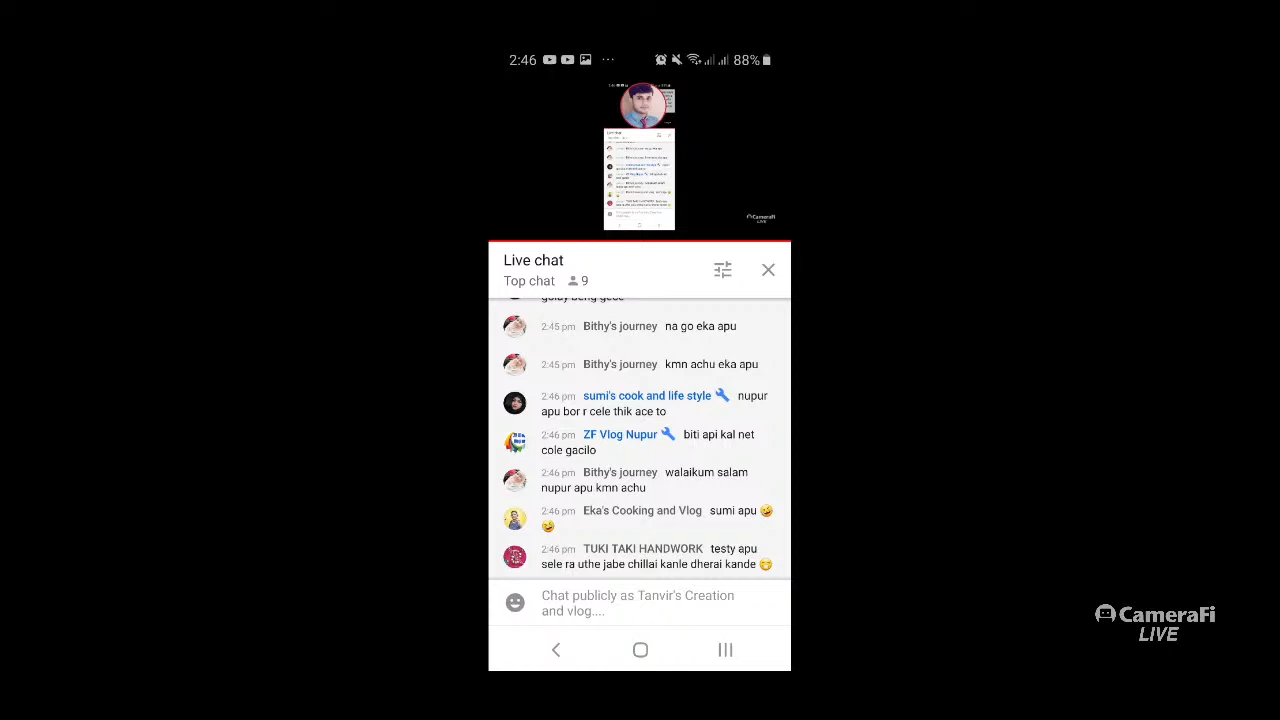 2:46 88%
Live chat
Top chat 9
2:45 pm Bithy's journey na go eka apu
2:45 pm Bithy's journey kmn achu eka apu
2:46 pm sumi's cook and life style nupur
apu bor r cele thik ace to
2:46 pm ZF Vlog Nupur biti api kal net
cole gacilo
2:46 pm Bithy's journey walaikum salam
nupur apu kmn achu
2:46 pm Eka's Cooking and Vlog sumi apu 🤣
🤣
2:46 pm TUKI TAKI HANDWORK testy apu
sele ra uthe jabe chillai kanle dherai kande 😁
Chat publicly as Tanvir's Creation
and vlog....
CameraFi
LIVE
CameraFi
LIVE